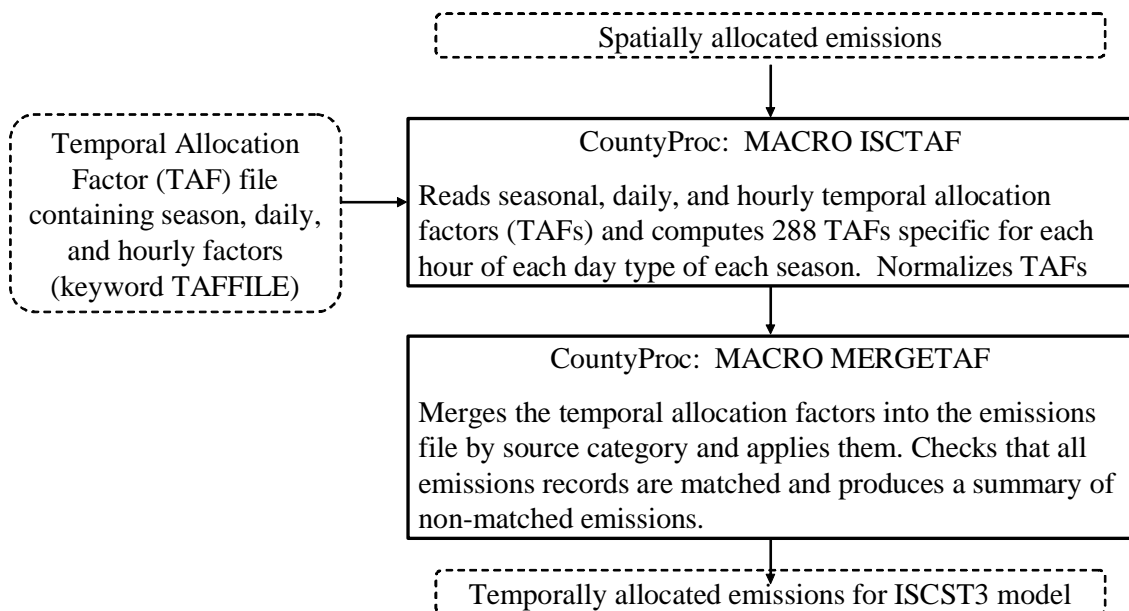 Spatially allocated emissions
Temporal Allocation
Factor (TAF) file
containing season, daily,
and hourly factors
(keyword TAFFILE)
CountyProc:  MACRO ISCTAF
Reads seasonal, daily, and hourly temporal allocation
factors (TAFs) and computes 288 TAFs specific for each
hour of each day type of each season.  Normalizes TAFs
CountyProc:  MACRO MERGETAF
Merges the temporal allocation factors into the emissions
file by source category and applies them. Checks that all
emissions records are matched and produces a summary of
non-matched emissions.
Temporally allocated emissions for ISCST3 model